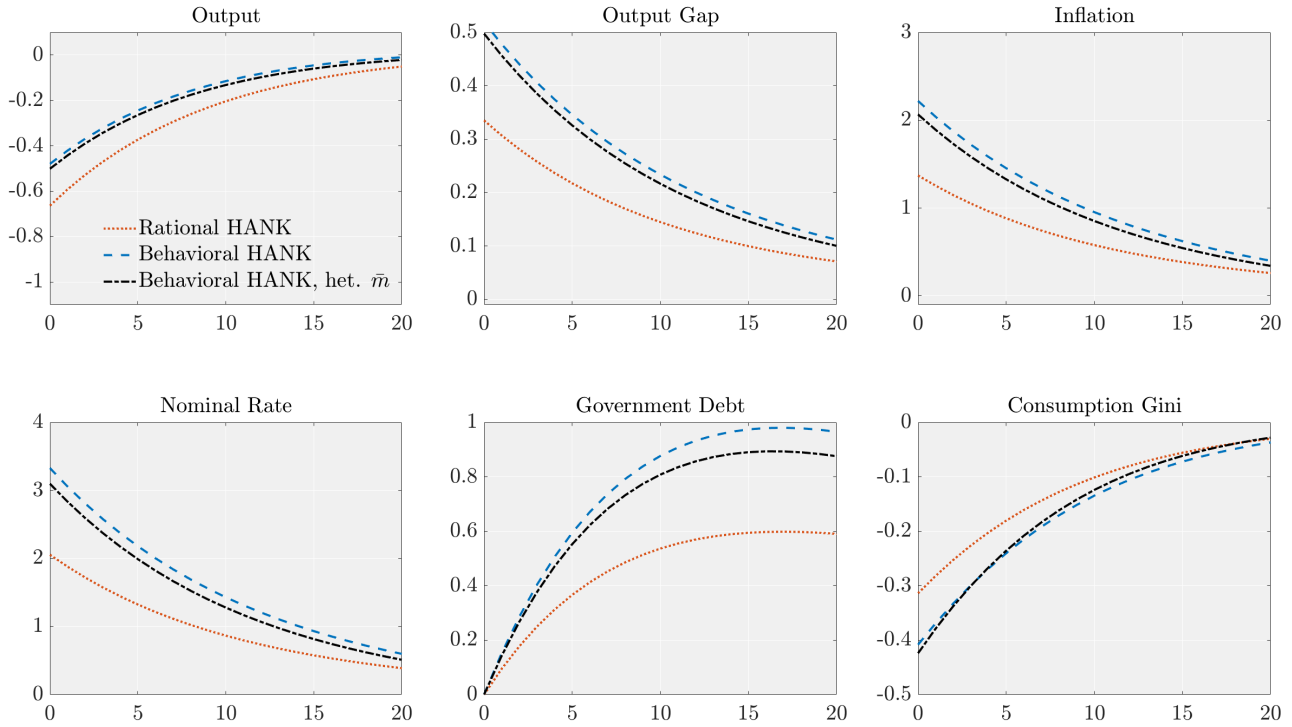 Output
0
-0.2
-0.4
-0.6
-0.8
-1
Rational HANK
Behavioral HANK
Behavioral HANK, het. m̄
0 5 10 15 20
Output Gap
0.5
0.4
0.3
0.2
0.1
0
0 5 10 15 20
Inflation
3
2
1
0
0 5 10 15 20
Nominal Rate
4
3
2
1
0
0 5 10 15 20
Government Debt
1
0.8
0.6
0.4
0.2
0
0 5 10 15 20
Consumption Gini
0
-0.1
-0.2
-0.3
-0.4
-0.5
0 5 10 15 20